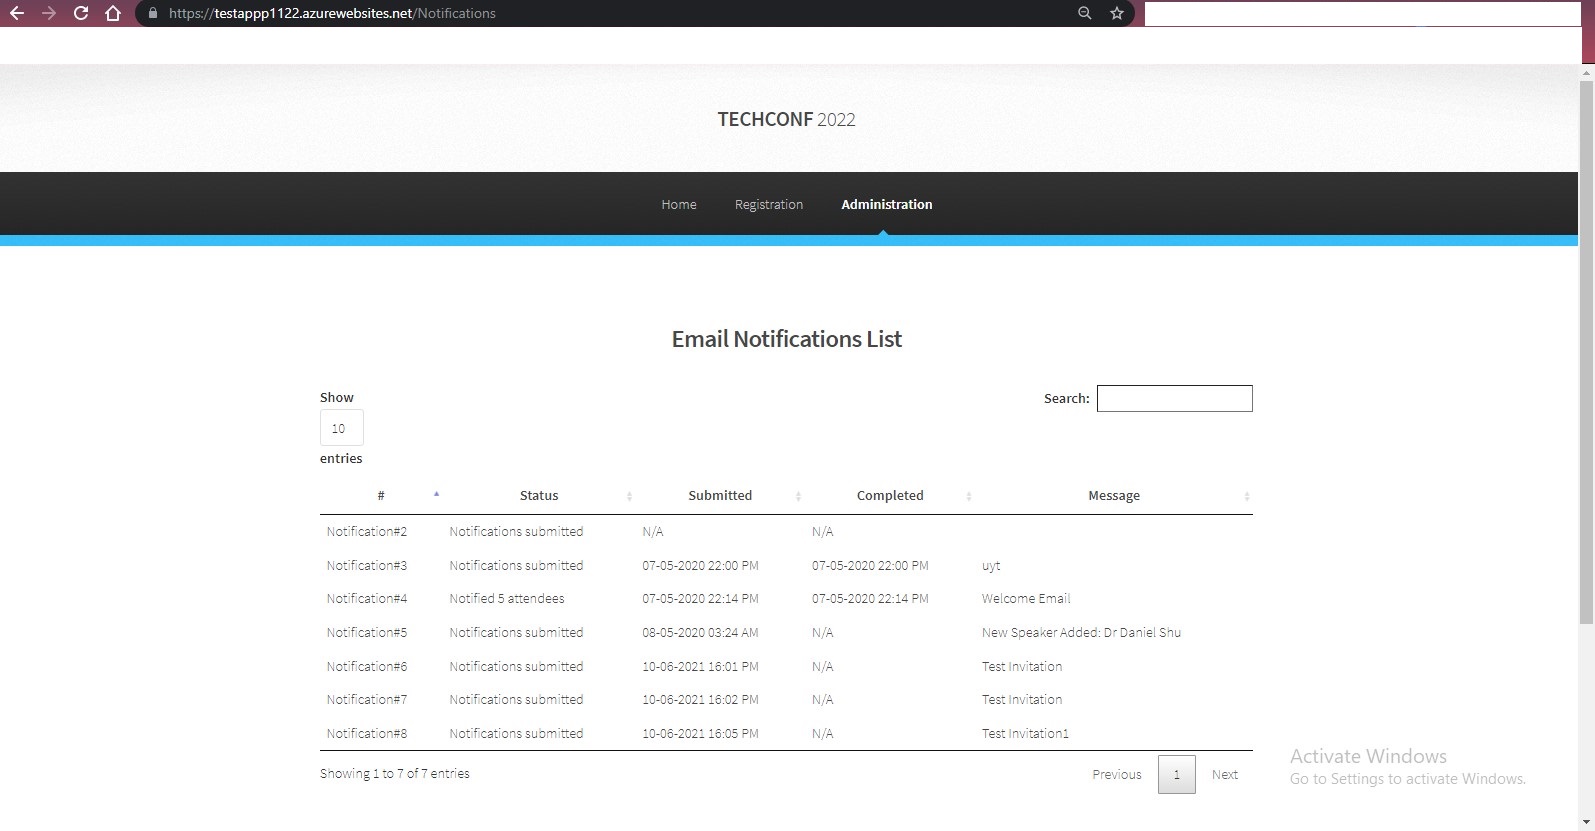 https://testappp1122.azurewebsites.net/Notifications
TECHCONF 2022
Home Registration Administration
Email Notifications List
Show
10
entries
Search:
# Status Submitted Completed Message
Notification#2 Notifications submitted N/A N/A
Notification#3 Notifications submitted 07-05-2020 22:00 PM 07-05-2020 22:00 PM uyt
Notification#4 Notified 5 attendees 07-05-2020 22:14 PM 07-05-2020 22:14 PM Welcome Email
Notification#5 Notifications submitted 08-05-2020 03:24 AM N/A New Speaker Added: Dr Daniel Shu
Notification#6 Notifications submitted 10-06-2021 16:01 PM N/A Test Invitation
Notification#7 Notifications submitted 10-06-2021 16:02 PM N/A Test Invitation
Notification#8 Notifications submitted 10-06-2021 16:05 PM N/A Test Invitation1
Showing 1 to 7 of 7 entries
Previous 1 Next
Activate Windows
Go to Settings to activate Windows.